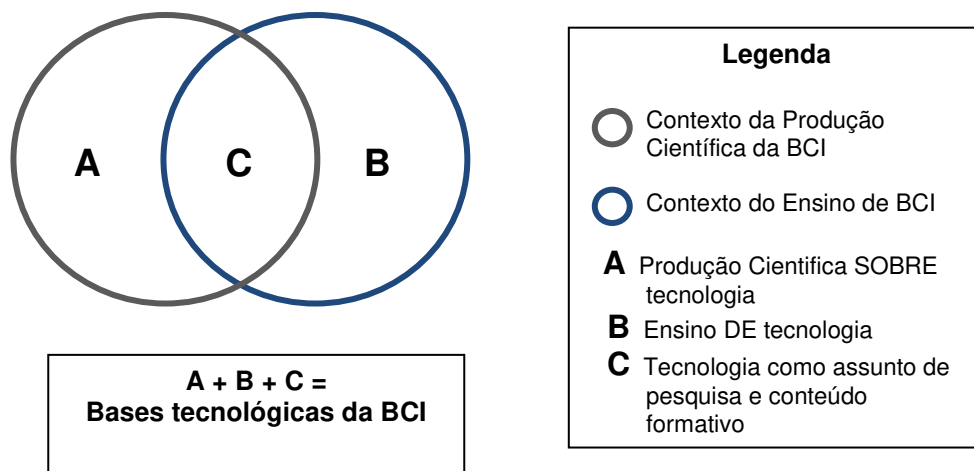 A
C
B
A + B + C =
Bases tecnológicas da BCI
Legenda
Contexto da Produção
Científica da BCI
Contexto do Ensino de BCI
A Produção Cientifica SOBRE
tecnologia
B Ensino DE tecnologia
C Tecnologia como assunto de
pesquisa e conteúdo
formativo